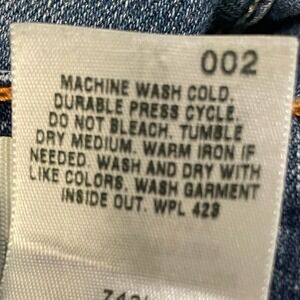 002
MACHINE WASH COLD,
DURABLE PRESS CYCLE.
DO NOT BLEACH. TUMBLE
DRY MEDIUM. WARM IRON IF
NEEDED. WASH AND DRY WITH
LIKE COLORS. WASH GARMENT
INSIDE OUT. WPL 423